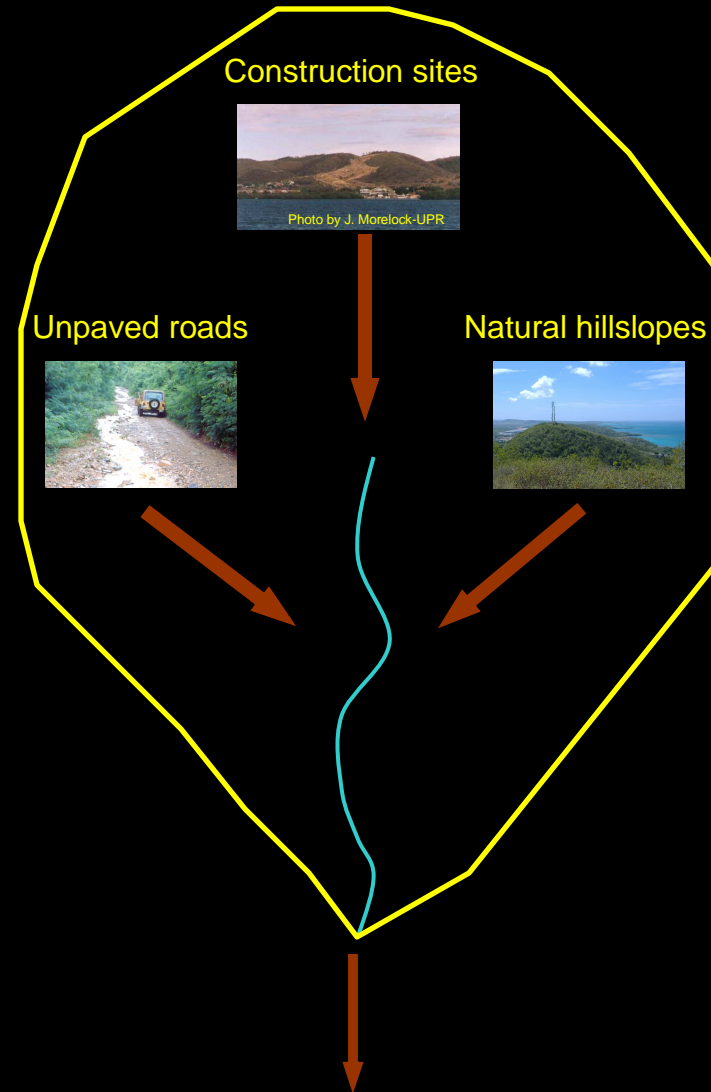 Construction sites
Photo by J. Morelock-UPR
Unpaved roads
Natural hillslopes